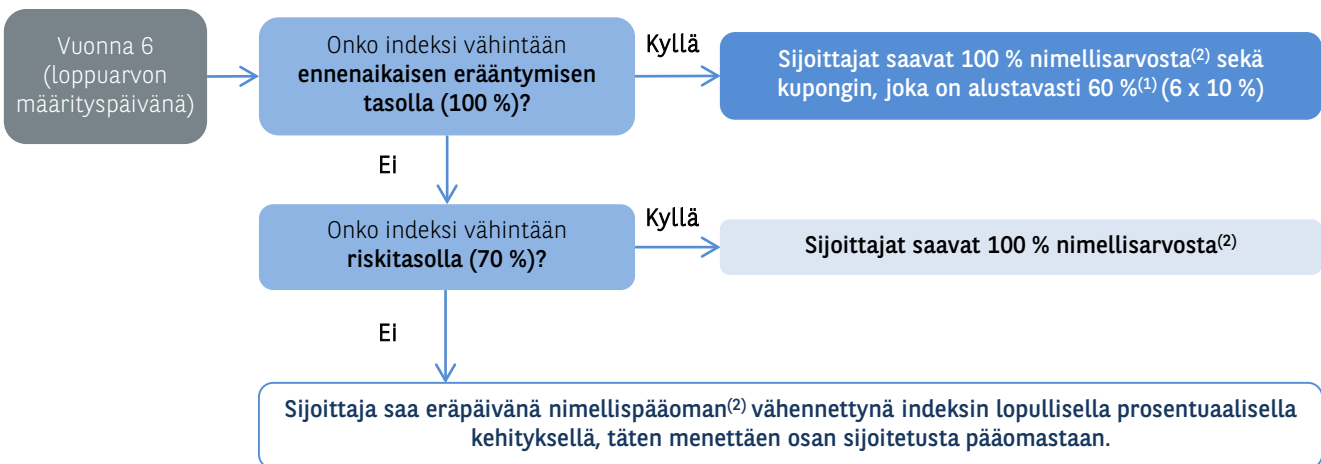 Vuonna 6
(loppuarvon
määrityspäivänä)
Onko indeksi vähintään
ennenaikaisen erääntymisen
tasolla (100 %)?
Kyllä
Sijoittajat saavat 100 % nimellisarvosta(2) sekä
kupongin, joka on alustavasti 60 %(1) (6 x 10 %)
Ei
Onko indeksi vähintään
riskitasolla (70 %)?
Kyllä
Sijoittajat saavat 100 % nimellisarvosta(2)
Ei
Sijoittaja saa eräpäivänä nimellispääoman(2) vähennettynä indeksin lopullisella prosentuaalisella
kehityksellä, täten menettäen osan sijoitetusta pääomastaan.